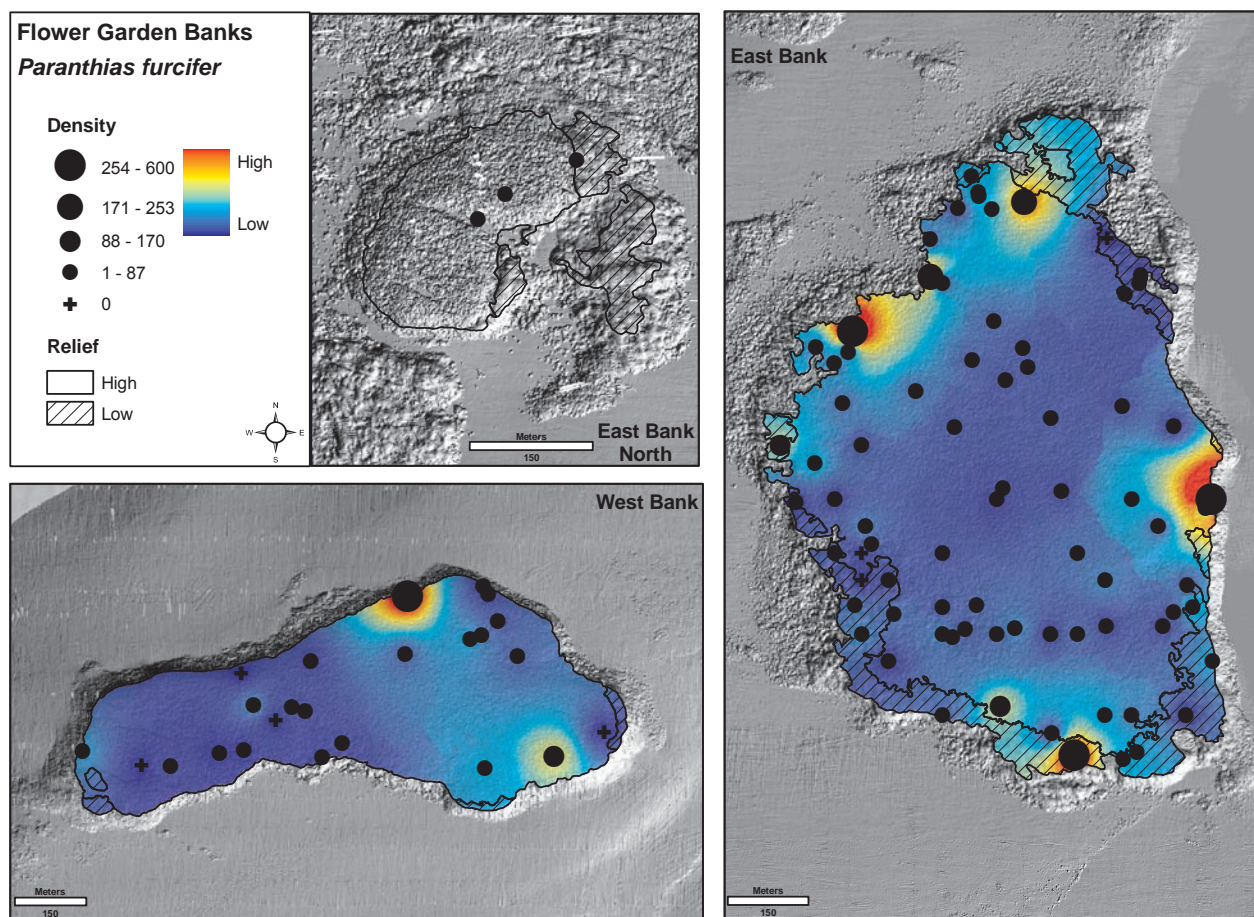 Flower Garden Banks
Paranthias furcifer
Density
254 - 600
171 - 253
88 - 170
1 - 87
0
High
Low
Relief
High
Low
N
W
E
S
Meters
150
East Bank
North
West Bank
Meters
150
East Bank
Meters
150